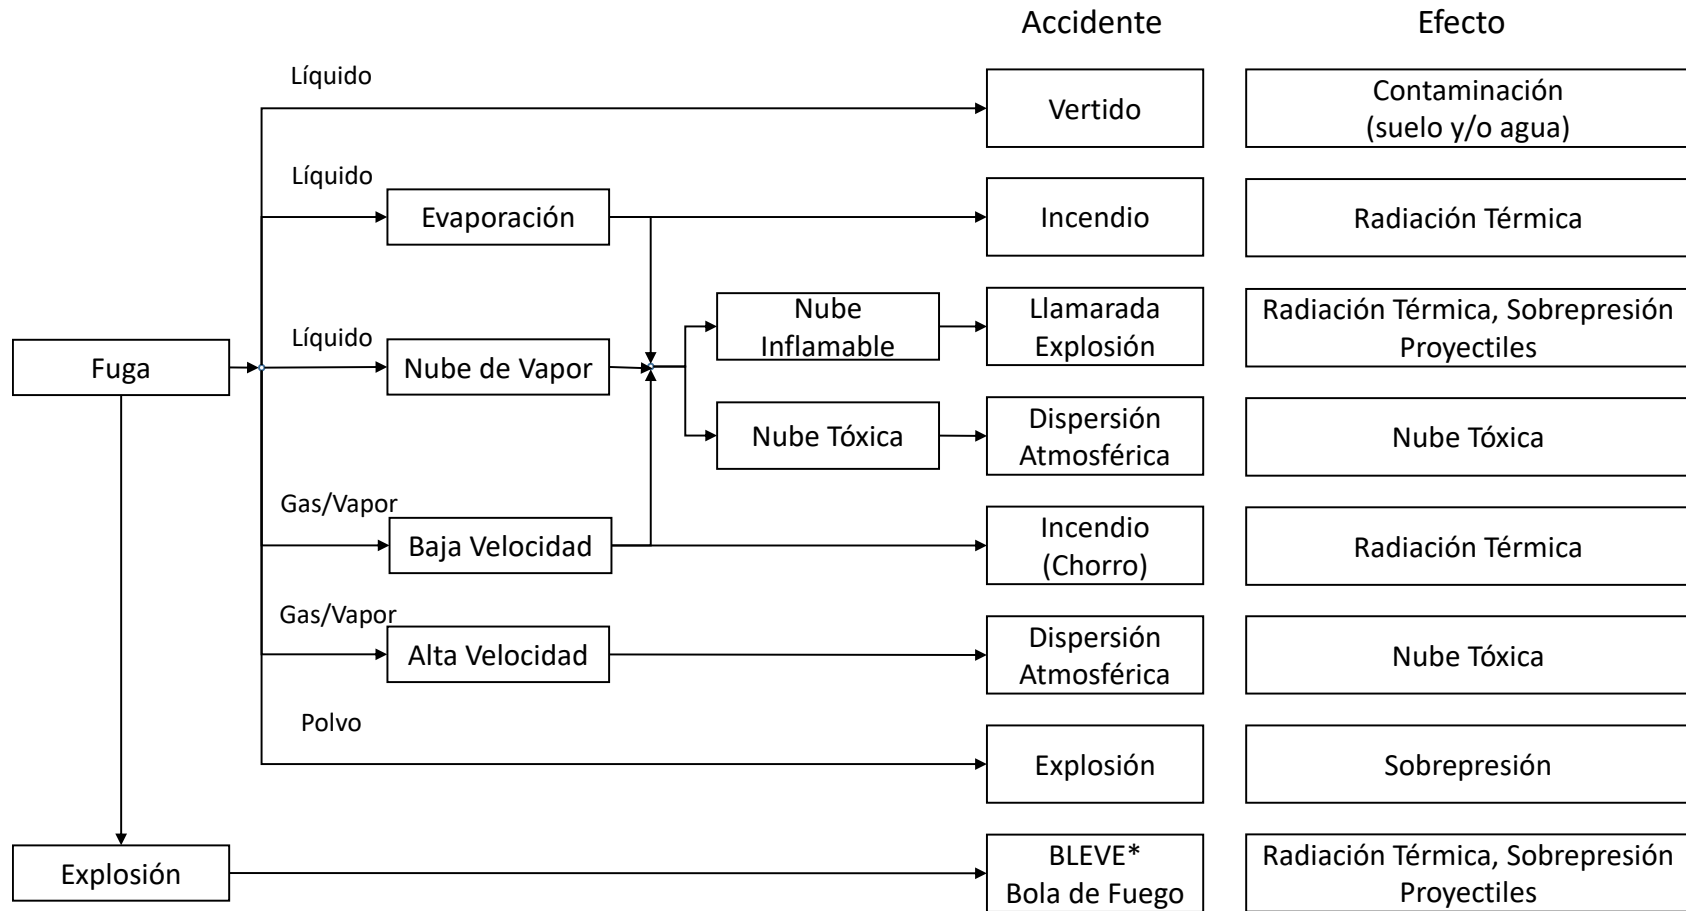 Accidente
Efecto
Líquido
Vertido
Contaminación
(suelo y/o agua)
Líquido
Evaporación
Incendio
Radiación Térmica
Líquido
Fuga
Nube de Vapor
Nube
Inflamable
Llamarada
Explosión
Radiación Térmica, Sobrepresión
Proyectiles
Nube Tóxica
Dispersión
Atmosférica
Nube Tóxica
Gas/Vapor
Baja Velocidad
Incendio
(Chorro)
Radiación Térmica
Gas/Vapor
Alta Velocidad
Dispersión
Atmosférica
Nube Tóxica
Polvo
Explosión
Sobrepresión
Explosión
BLEVE*
Bola de Fuego
Radiación Térmica, Sobrepresión
Proyectiles